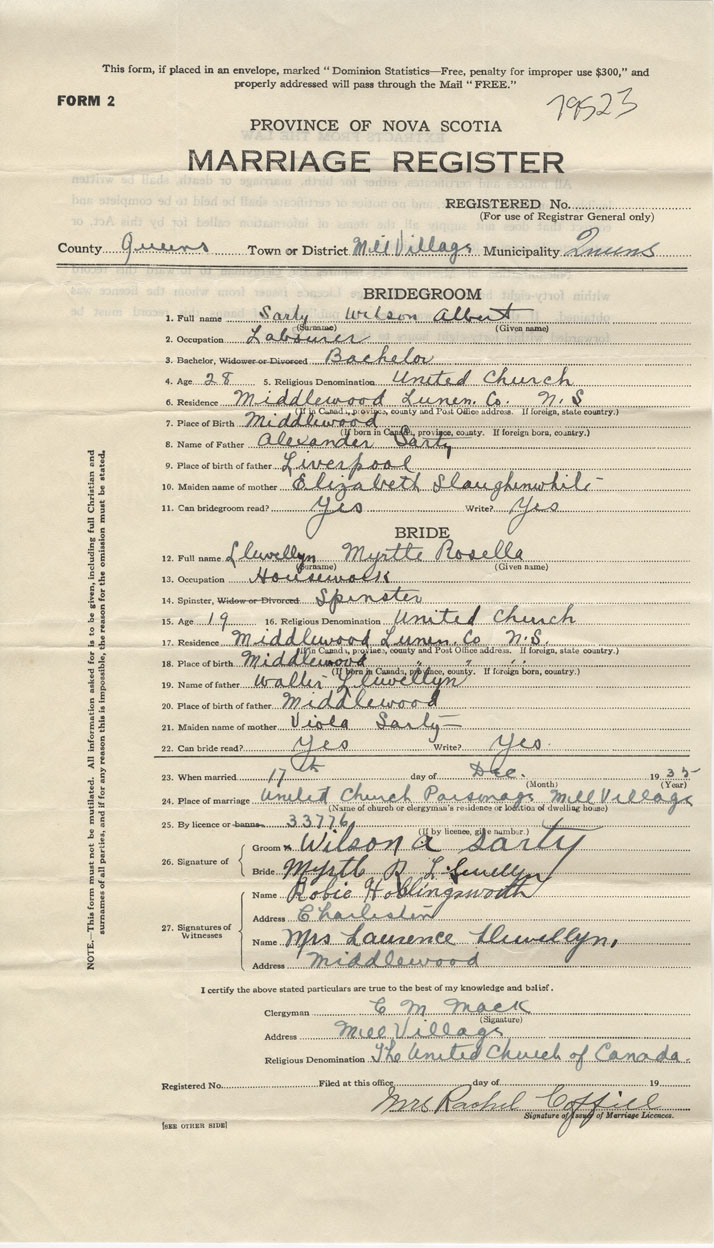 This form, if placed in an envelope, marked "Dominion Statistics—Free, penalty for improper use $300," and
properly addressed will pass through the Mail "FREE."
FORM 2
79523
PROVINCE OF NOVA SCOTIA
MARRIAGE REGISTER
REGISTERED No.
(For use of Registrar General only)
County Queens Town or District Mill Village Municipality Queens
BRIDEGROOM
1. Full name Sarty Wilson Albert
(Surname) (Given name)
2. Occupation Labourer
3. Bachelor, Widower or Divorced Bachelor
4. Age 28 5. Religious Denomination United Church
6. Residence Middlewood Lunen. Co. N. S
(If in Canada, province, county and Post Office address. If foreign, state country.)
7. Place of Birth Middlewood
(If born in Canada, province, county. If foreign born, country.)
8. Name of Father Alexander Sarty
9. Place of birth of father Liverpool
10. Maiden name of mother Elizabeth Slaughenwhite
11. Can bridegroom read? Yes Write? Yes
BRIDE
12. Full name Llewellyn Myrtle Rosella
(Surname) (Given name)
13. Occupation Housework
14. Spinster, Widow or Divorced Spinster
15. Age 19 16. Religious Denomination United Church
17. Residence Middlewood Lunen. Co N.S.
(If in Canada, province, county and Post Office address. If foreign, state country.)
18. Place of birth Middlewood " " "
(If born in Canada, province, county. If foreign born, country.)
19. Name of father Walter Llewellyn
20. Place of birth of father Middlewood
21. Maiden name of mother Viola Sarty
22. Can bride read? Yes Write? Yes.
23. When married 17th day of Dec. 1935
(Month) (Year)
24. Place of marriage United Church Parsonage Mill Village
(Name of church or clergyman's residence or location of dwelling house)
25. By licence or banns 33776
(If by licence, give number.)
26. Signature of
Groom Wilson A Sarty
Bride Myrtle R Llewellyn
27. Signatures of Witnesses
Name Robie Hollingsworth
Address Charleston
Name Mrs Laurence Llewellyn,
Address Middlewood
I certify the above stated particulars are true to the best of my knowledge and belief.
Clergyman C M Mack
(Signature)
Address Mill Village
Religious Denomination The United Church of Canada.
Registered No. Filed at this office day of 19
Mrs Rachel Coffill
Signature of Issuer of Marriage Licences.
[SEE OTHER SIDE]
NOTE.—This form must not be mutilated. All information asked for is to be given, including full Christian and
surnames of all parties, and if for any reason this is impossible, the reason for the omission must be stated.